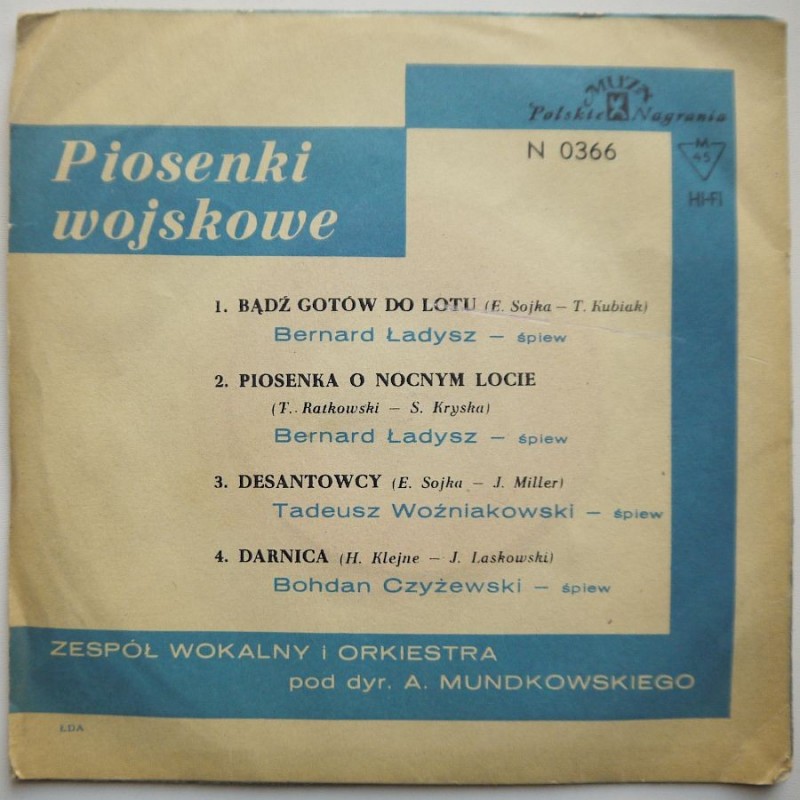 MUZA
Polskie Nagrania
N 0366
M
45
HI-FI
Piosenki
wojskowe
1. BĄDŹ GOTÓW DO LOTU (E. Sojka – T. Kubiak)
Bernard Ładysz – śpiew
2. PIOSENKA O NOCNYM LOCIE
(T. Ratkowski – S. Kryska)
Bernard Ładysz – śpiew
3. DESANTOWCY (E. Sojka – J. Miller)
Tadeusz Woźniakowski – śpiew
4. DARNICA (H. Klejne – J. Laskowski)
Bohdan Czyżewski – śpiew
ZESPÓŁ WOKALNY i ORKIESTRA
pod dyr. A. MUNDKOWSKIEGO
ŁDA